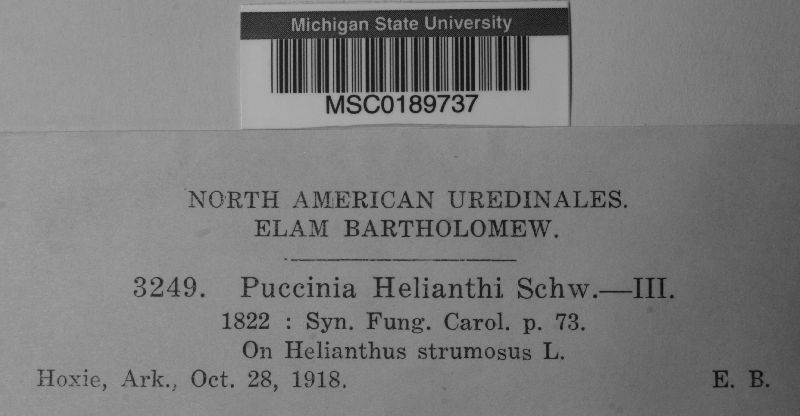 Michigan State University
MSC0189737
NORTH AMERICAN UREDINALES.
ELAM BARTHOLOMEW.
3249. Puccinia Helianthi Schw.—III.
1822 : Syn. Fung. Carol. p. 73.
On Helianthus strumosus L.
Hoxie, Ark., Oct. 28, 1918. E. B.